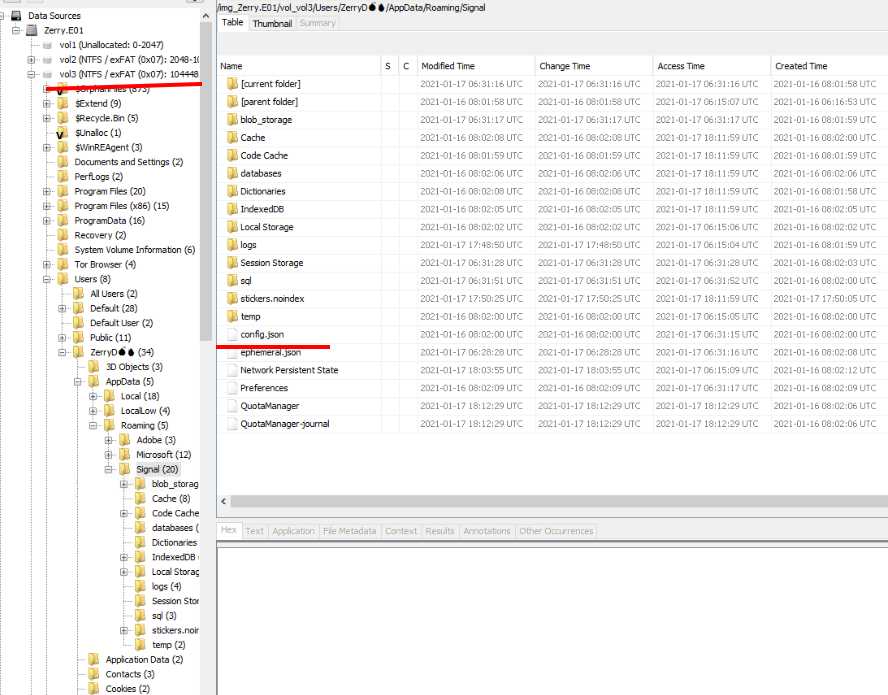 Data Sources
Zerry.E01
vol1 (Unallocated: 0-2047)
vol2 (NTFS / exFAT (0x07): 2048-10
vol3 (NTFS / exFAT (0x07): 104448
$OrphanFiles (873)
$Extend (9)
$Recycle.Bin (5)
$Unalloc (1)
$WinREAgent (3)
Documents and Settings (2)
PerfLogs (2)
Program Files (20)
Program Files (x86) (15)
ProgramData (16)
Recovery (2)
System Volume Information (6)
Tor Browser (4)
Users (8)
All Users (2)
Default (28)
Default User (2)
Public (11)
ZerryD💣🔥 (34)
3D Objects (3)
AppData (5)
Local (18)
LocalLow (4)
Roaming (5)
Adobe (3)
Microsoft (12)
Signal (20)
blob_storag
Cache (8)
Code Cache
databases (
Dictionaries
IndexedDB (
Local Storag
logs (4)
Session Stor
sql (3)
stickers.noir
temp (2)
Application Data (2)
Contacts (3)
Cookies (2)
/img_Zerry.E01/vol_vol3/Users/ZerryD💣🔥/AppData/Roaming/Signal
Table Thumbnail Summary
Name S C Modified Time Change Time Access Time Created Time
[current folder] 2021-01-17 06:31:16 UTC 2021-01-17 06:31:16 UTC 2021-01-17 06:31:16 UTC 2021-01-16 08:01:58 UTC
[parent folder] 2021-01-16 08:01:58 UTC 2021-01-16 08:01:58 UTC 2021-01-17 06:15:07 UTC 2021-01-16 06:16:53 UTC
blob_storage 2021-01-17 06:31:17 UTC 2021-01-17 06:31:17 UTC 2021-01-17 06:31:17 UTC 2021-01-16 08:01:59 UTC
Cache 2021-01-16 08:02:08 UTC 2021-01-16 08:02:08 UTC 2021-01-17 18:11:59 UTC 2021-01-16 08:02:00 UTC
Code Cache 2021-01-16 08:01:59 UTC 2021-01-16 08:01:59 UTC 2021-01-17 18:11:59 UTC 2021-01-16 08:01:59 UTC
databases 2021-01-16 08:02:06 UTC 2021-01-16 08:02:06 UTC 2021-01-17 18:11:59 UTC 2021-01-16 08:02:06 UTC
Dictionaries 2021-01-16 08:02:08 UTC 2021-01-16 08:02:08 UTC 2021-01-17 18:11:59 UTC 2021-01-16 08:01:58 UTC
IndexedDB 2021-01-16 08:02:05 UTC 2021-01-16 08:02:05 UTC 2021-01-17 18:11:59 UTC 2021-01-16 08:02:05 UTC
Local Storage 2021-01-16 08:02:02 UTC 2021-01-16 08:02:02 UTC 2021-01-17 06:15:06 UTC 2021-01-16 08:02:02 UTC
logs 2021-01-17 17:48:50 UTC 2021-01-17 17:48:50 UTC 2021-01-17 06:15:04 UTC 2021-01-16 08:01:59 UTC
Session Storage 2021-01-17 06:31:28 UTC 2021-01-17 06:31:28 UTC 2021-01-17 06:31:28 UTC 2021-01-16 08:02:03 UTC
sql 2021-01-17 06:31:51 UTC 2021-01-17 06:31:51 UTC 2021-01-17 06:31:52 UTC 2021-01-16 08:02:00 UTC
stickers.noindex 2021-01-17 17:50:25 UTC 2021-01-17 17:50:25 UTC 2021-01-17 18:11:59 UTC 2021-01-17 17:50:05 UTC
temp 2021-01-16 08:02:00 UTC 2021-01-16 08:02:00 UTC 2021-01-17 06:15:05 UTC 2021-01-16 08:02:00 UTC
config.json 2021-01-16 08:02:00 UTC 2021-01-16 08:02:00 UTC 2021-01-17 06:31:15 UTC 2021-01-16 08:02:00 UTC
ephemeral.json 2021-01-17 06:28:28 UTC 2021-01-17 06:28:28 UTC 2021-01-17 06:31:16 UTC 2021-01-16 08:02:08 UTC
Network Persistent State 2021-01-17 18:03:55 UTC 2021-01-17 18:03:55 UTC 2021-01-17 06:15:09 UTC 2021-01-16 08:02:12 UTC
Preferences 2021-01-16 08:02:09 UTC 2021-01-16 08:02:09 UTC 2021-01-17 06:31:17 UTC 2021-01-16 08:02:09 UTC
QuotaManager 2021-01-17 18:12:29 UTC 2021-01-17 18:12:29 UTC 2021-01-17 18:12:29 UTC 2021-01-16 08:02:06 UTC
QuotaManager-journal 2021-01-17 18:12:29 UTC 2021-01-17 18:12:29 UTC 2021-01-17 18:12:29 UTC 2021-01-16 08:02:06 UTC
Hex Text Application File Metadata Context Results Annotations Other Occurrences